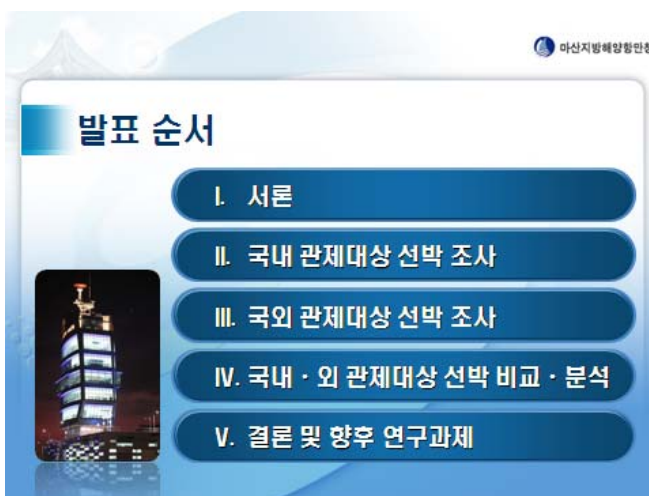 마산지방해양항만청
발표 순서
I. 서론
II. 국내 관제대상 선박 조사
III. 국외 관제대상 선박 조사
IV. 국내 · 외 관제대상 선박 비교 · 분석
V. 결론 및 향후 연구과제